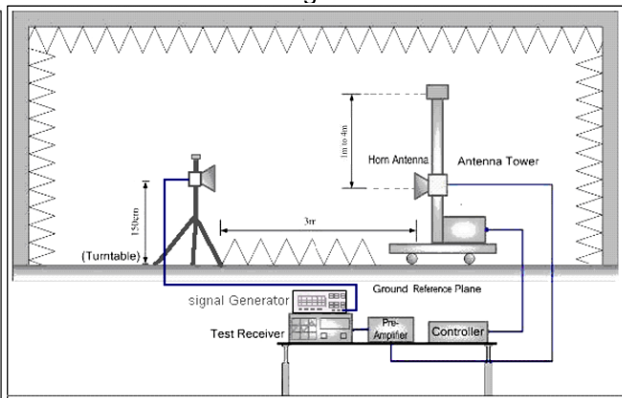 1m to 4m
Horn Antenna
Antenna Tower
150cm
3m
(Turntable)
Ground Reference Plane
signal Generator
Test Receiver
Pre-
Amplifier
Controller